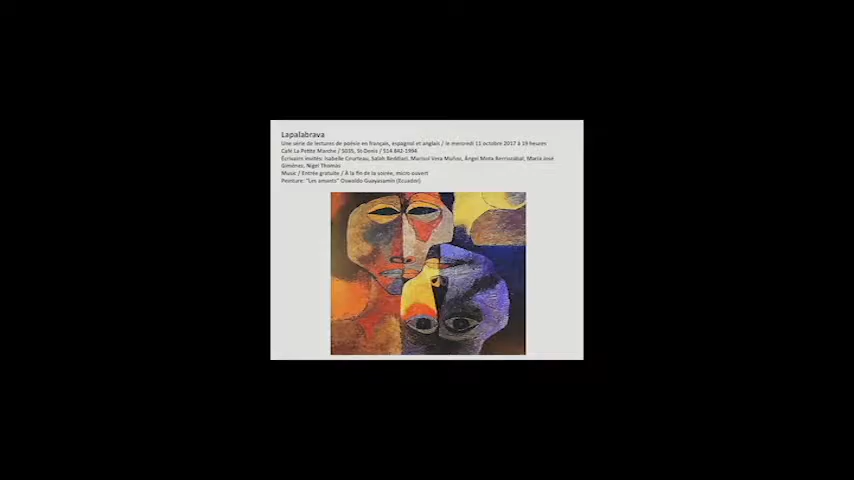 Lapalabrava
Une série de lectures de poésie en français, espagnol et anglais / le mercredi 11 octobre 2017 à 19 heures
Café La Petite Marche / 5035, St-Denis / 514 842-1994
Écrivains invités: Isabelle Courteau, Salah Beddiari, Marisol Vera Muñoz, Ángel Mota Berriozábal, Maria José
Giménez, Nigel Thomas
Music / Entrée gratuite / À la fin de la soirée, micro ouvert
Peinture: "Les amants" Oswaldo Guayasamin (Ecuador)